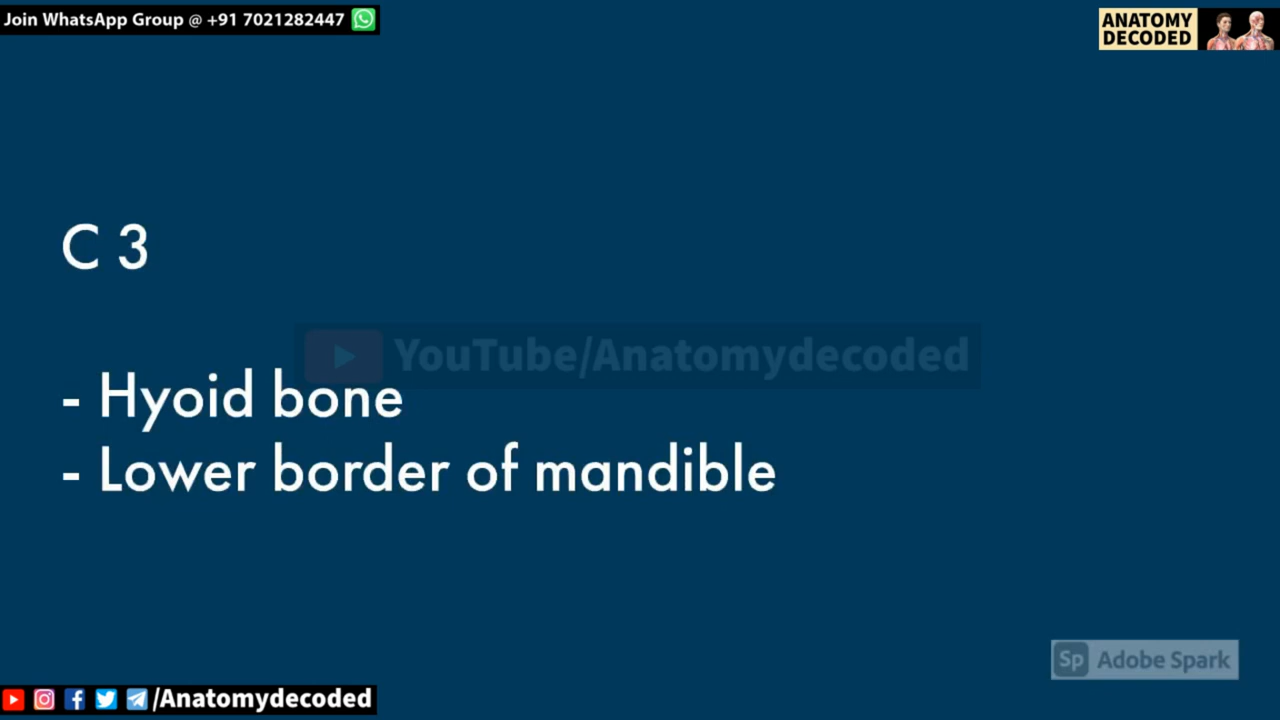 Join WhatsApp Group @ +91 7021282447
ANATOMY
DECODED
C 3
YouTube/Anatomydecoded
- Hyoid bone
- Lower border of mandible
Sp Adobe Spark
/Anatomydecoded